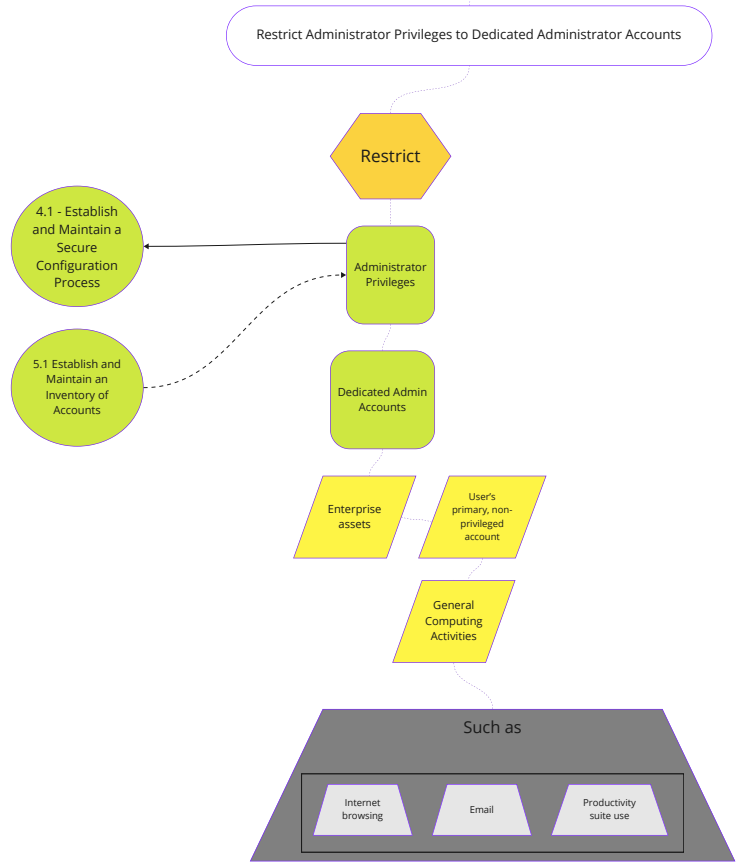 Restrict Administrator Privileges to Dedicated Administrator Accounts
Restrict
4.1 - Establish
and Maintain a
Secure
Configuration
Process
Administrator
Privileges
5.1 Establish and
Maintain an
Inventory of
Accounts
Dedicated Admin
Accounts
Enterprise
assets
User's
primary, non-
privileged
account
General
Computing
Activities
Such as
Internet
browsing
Email
Productivity
suite use